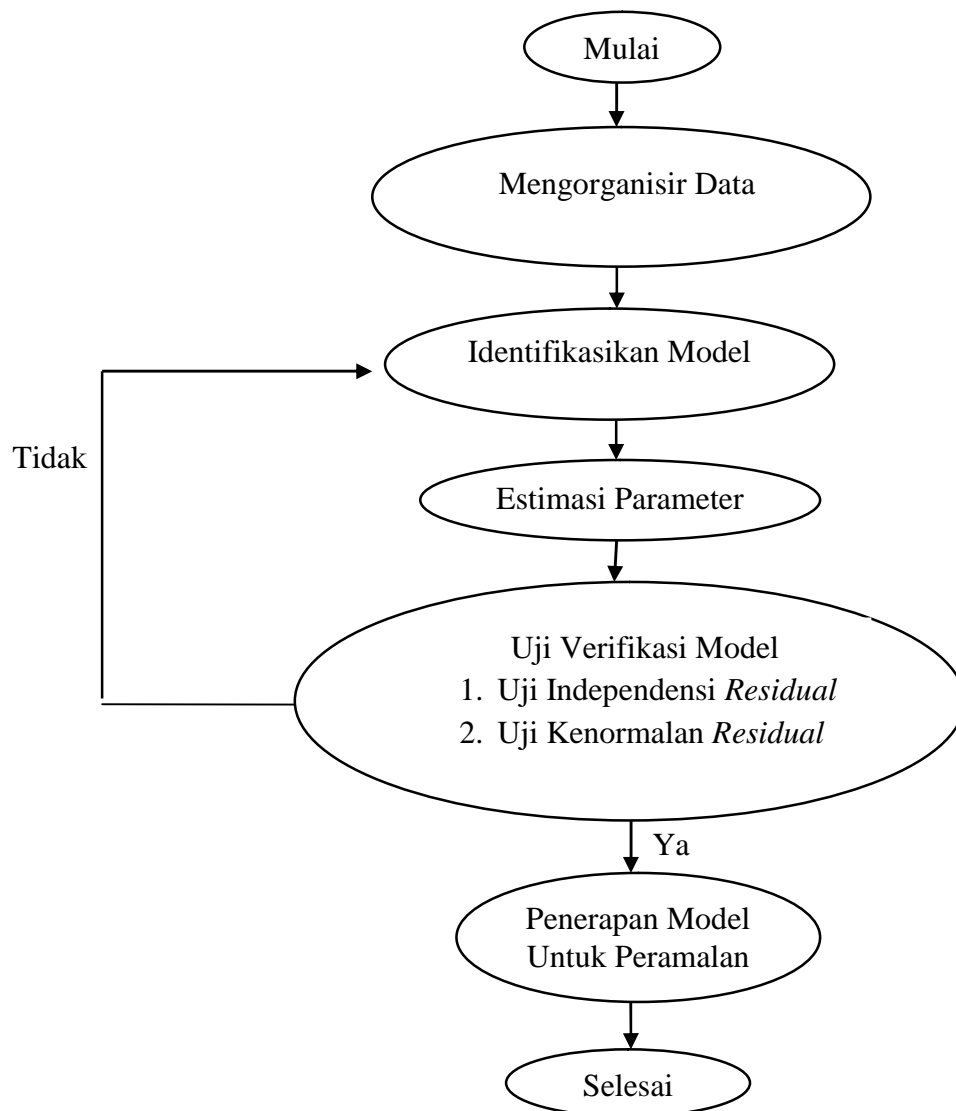 Mulai
Mengorganisir Data
Identifikasikan Model
Tidak
Estimasi Parameter
Uji Verifikasi Model
1. Uji Independensi Residual
2. Uji Kenormalan Residual
Ya
Penerapan Model
Untuk Peramalan
Selesai